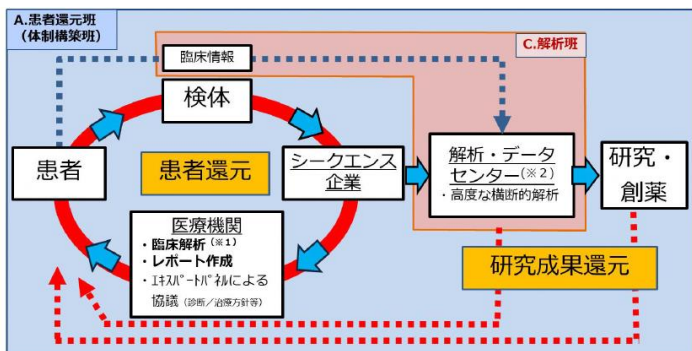 A.患者還元班
(体制構築班)
C.解析班
臨床情報
検体
患者
患者還元
シークエンス
企業
解析・データ
センター(※2)
・高度な横断的解析
研究・
創薬
医療機関
・臨床解析(※1)
・レポート作成
・ｴｷｽﾊﾟｰﾄﾊﾟﾈﾙによる
協議(診断/治療方針等)
研究成果還元